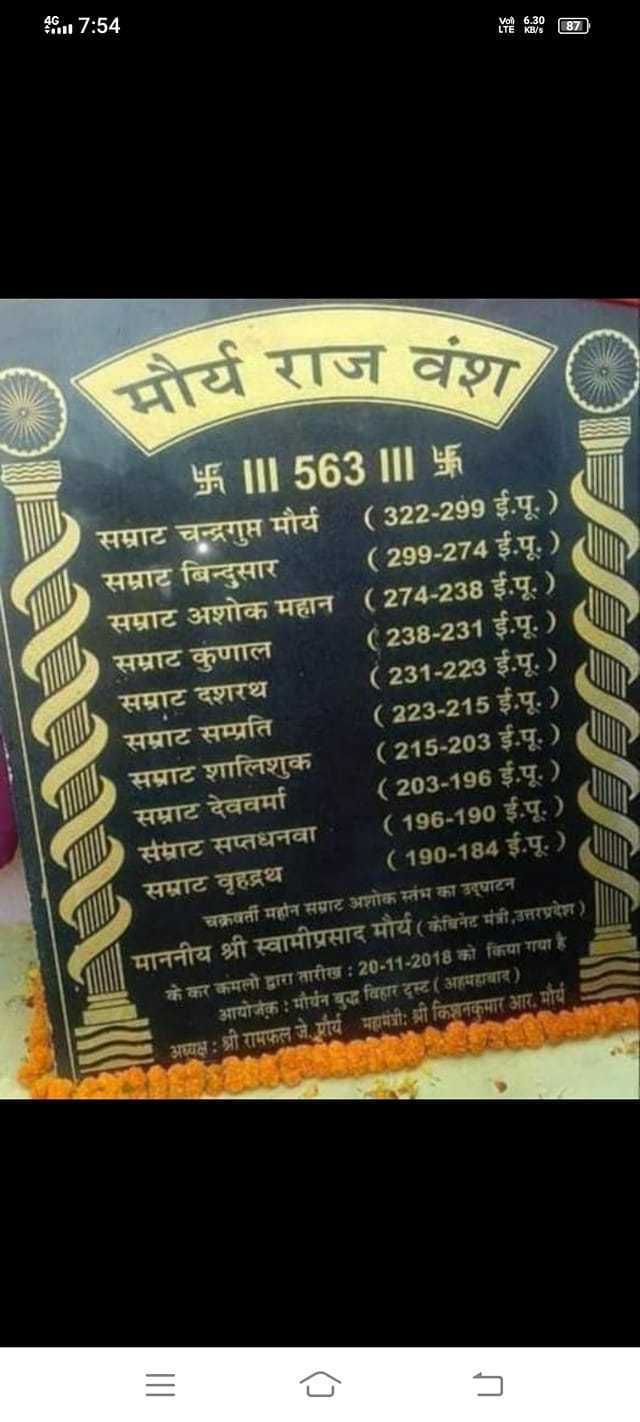 4G 7:54 Vo) LTE 6.30 KB/s 87
मौर्य राज वंश
卐 III 563 III 卐
सम्राट चन्द्रगुप्त मौर्य ( 322-299 ई.पू. )
सम्राट बिन्दुसार ( 299-274 ई.पू. )
सम्राट अशोक महान ( 274-238 ई.पू. )
सम्राट कुणाल ( 238-231 ई.पू. )
सम्राट दशरथ ( 231-223 ई.पू. )
सम्राट सम्प्रति ( 223-215 ई.पू. )
सम्राट शालिशुक ( 215-203 ई.पू. )
सम्राट देववर्मा ( 203-196 ई.पू. )
सम्राट सप्तधनवा ( 196-190 ई.पू. )
सम्राट वृहद्रथ ( 190-184 ई.पू. )
चक्रवर्ती महान सम्राट अशोक स्तंभ का उद्घाटन
माननीय श्री स्वामीप्रसाद मौर्य ( केबिनेट मंत्री,उत्तरप्रदेश )
के कर कमलो द्वारा तारीख : 20-11-2018 को किया गया है
आयोजक : मौर्यन बुद्ध विहार ट्रस्ट ( अहमदाबाद )
अध्यक्ष : श्री रामफल जे. मौर्य महामंत्री: श्री किशनकुमार आर. मौर्य